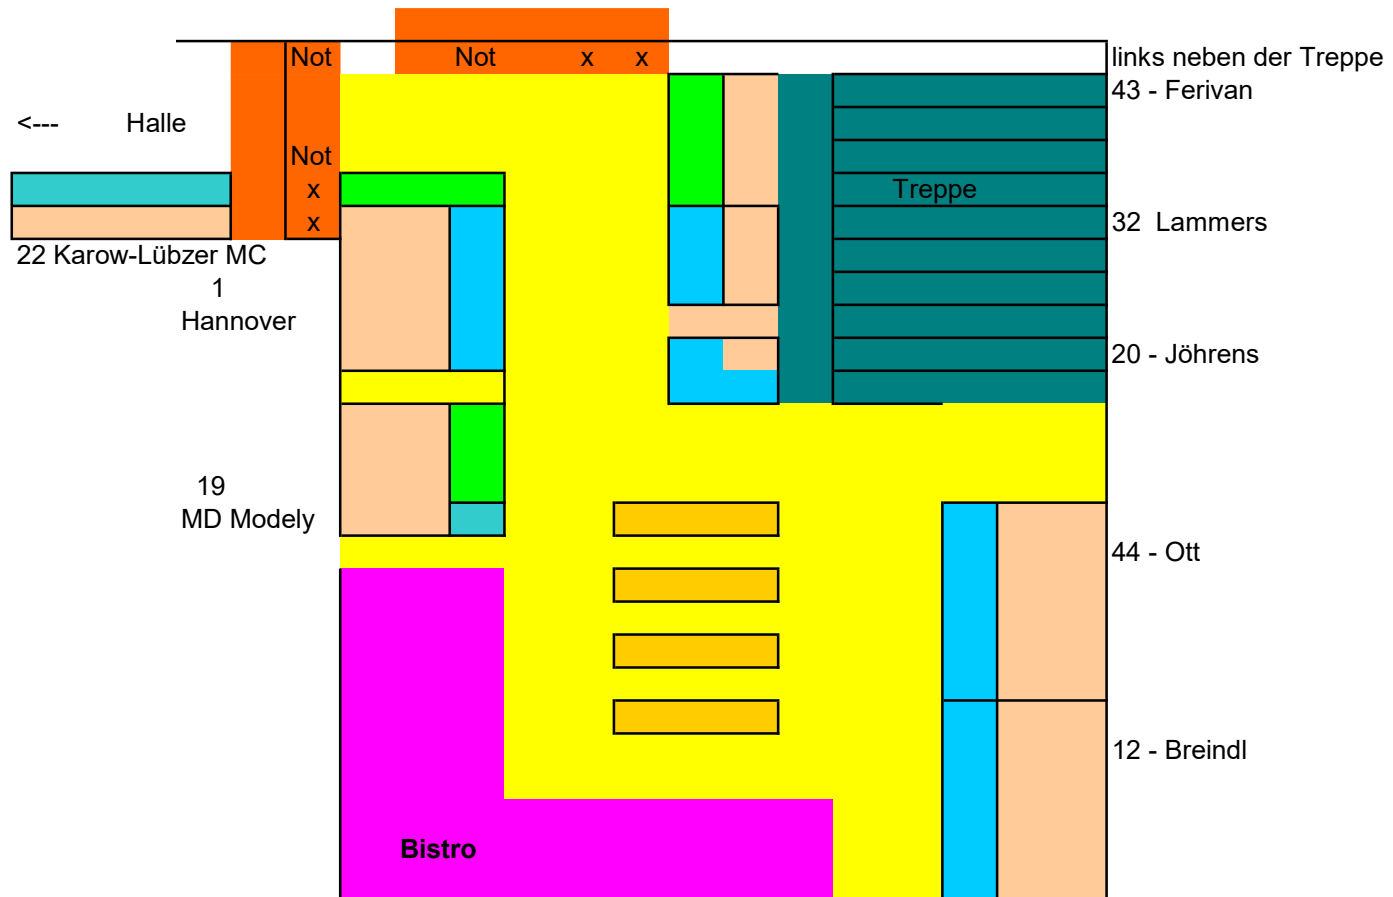 Not Not x x links neben der Treppe
43 - Ferivan
<--- Halle
Not
x Treppe
x 32 Lammers
22 Karow-Lübzer MC
1
Hannover
20 - Jöhrens
19
MD Modely
44 - Ott
12 - Breindl
Bistro